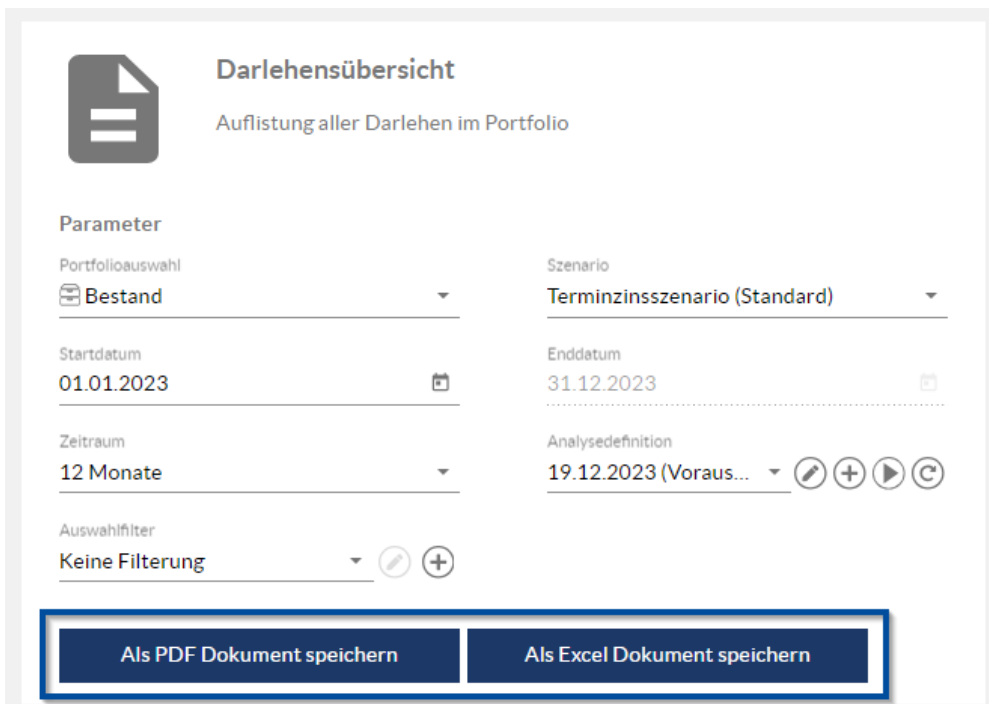 Darlehensübersicht
Auflistung aller Darlehen im Portfolio
Parameter
Portfolioauswahl
Bestand
Szenario
Terminzinsszenario (Standard)
Startdatum
01.01.2023
Enddatum
31.12.2023
Zeitraum
12 Monate
Analysedefinition
19.12.2023 (Voraus...
Auswahlfilter
Keine Filterung
Als PDF Dokument speichern
Als Excel Dokument speichern